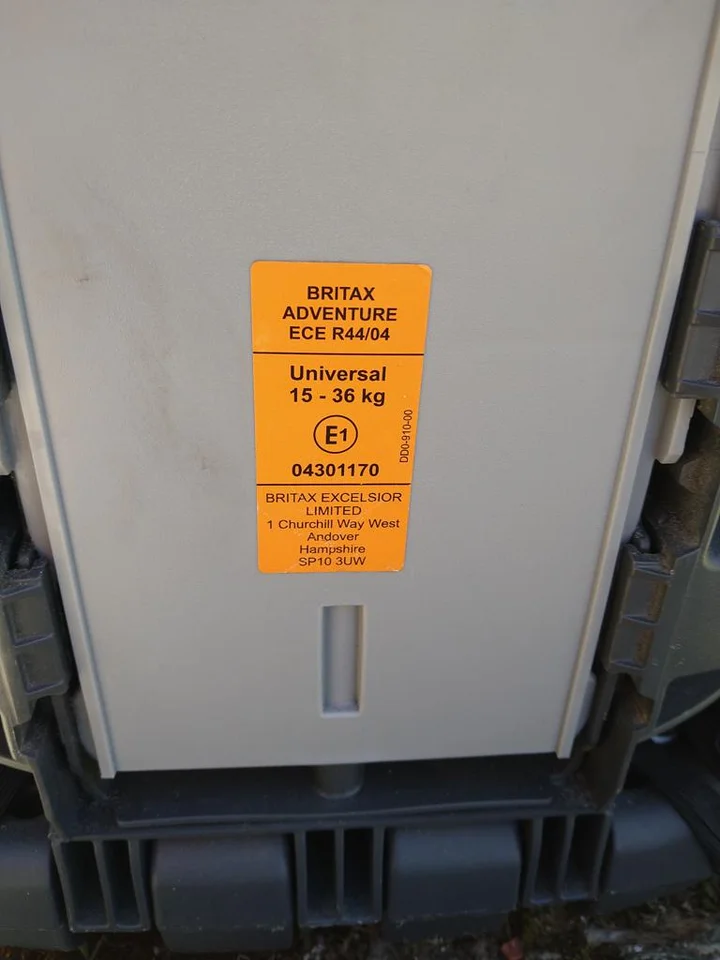 BRITAX
ADVENTURE
ECE R44/04
Universal
15 - 36 kg
E1
04301170
DD0-910-00
BRITAX EXCELSIOR
LIMITED
1 Churchill Way West
Andover
Hampshire
SP10 3UW